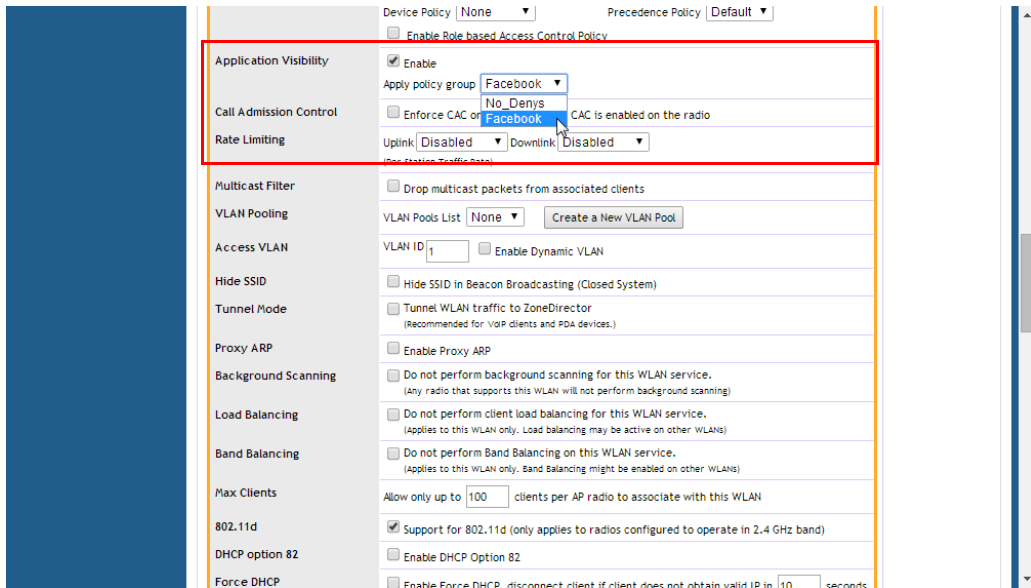 Device Policy None Precedence Policy Default
Enable Role based Access Control Policy
Application Visibility Enable
Apply policy group Facebook
No_Denys
Facebook
Call Admission Control Enforce CAC on CAC is enabled on the radio
Rate Limiting Uplink Disabled Downlink Disabled
(Per Station Traffic Rate)
Multicast Filter Drop multicast packets from associated clients
VLAN Pooling VLAN Pools List None Create a New VLAN Pool
Access VLAN VLAN ID 1 Enable Dynamic VLAN
Hide SSID Hide SSID in Beacon Broadcasting (Closed System)
Tunnel Mode Tunnel WLAN traffic to ZoneDirector
(Recommended for VoIP clients and PDA devices.)
Proxy ARP Enable Proxy ARP
Background Scanning Do not perform background scanning for this WLAN service.
(Any radio that supports this WLAN will not perform background scanning)
Load Balancing Do not perform client load balancing for this WLAN service.
(Applies to this WLAN only. Load balancing may be active on other WLANs)
Band Balancing Do not perform Band Balancing on this WLAN service.
(Applies to this WLAN only. Band Balancing might be enabled on other WLANs)
Max Clients Allow only up to 100 clients per AP radio to associate with this WLAN
802.11d Support for 802.11d (only applies to radios configured to operate in 2.4 GHz band)
DHCP option 82 Enable DHCP Option 82
Force DHCP Enable Force DHCP, disconnect client if client does not obtain valid IP in 10 seconds